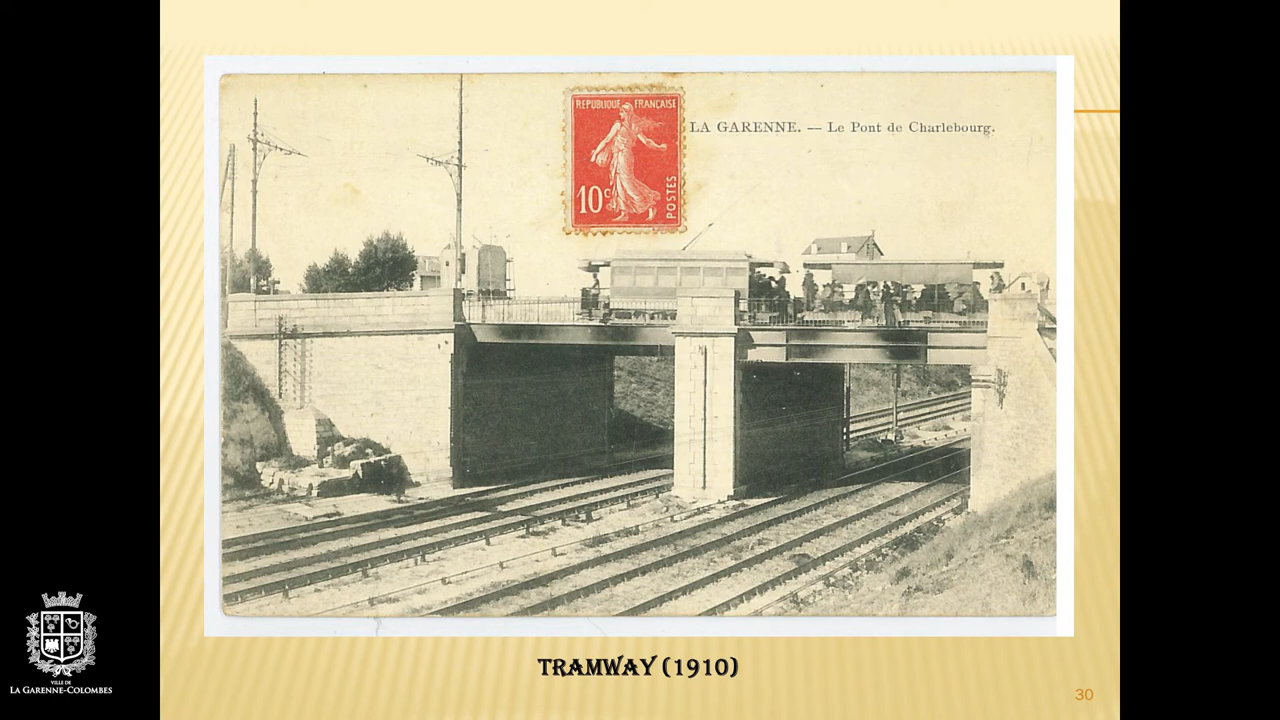 REPUBLIQUE FRANÇAISE
10c
POSTES
LA GARENNE. — Le Pont de Charlebourg.
TRAMWAY (1910)
VILLE DE
LA GARENNE-COLOMBES
30